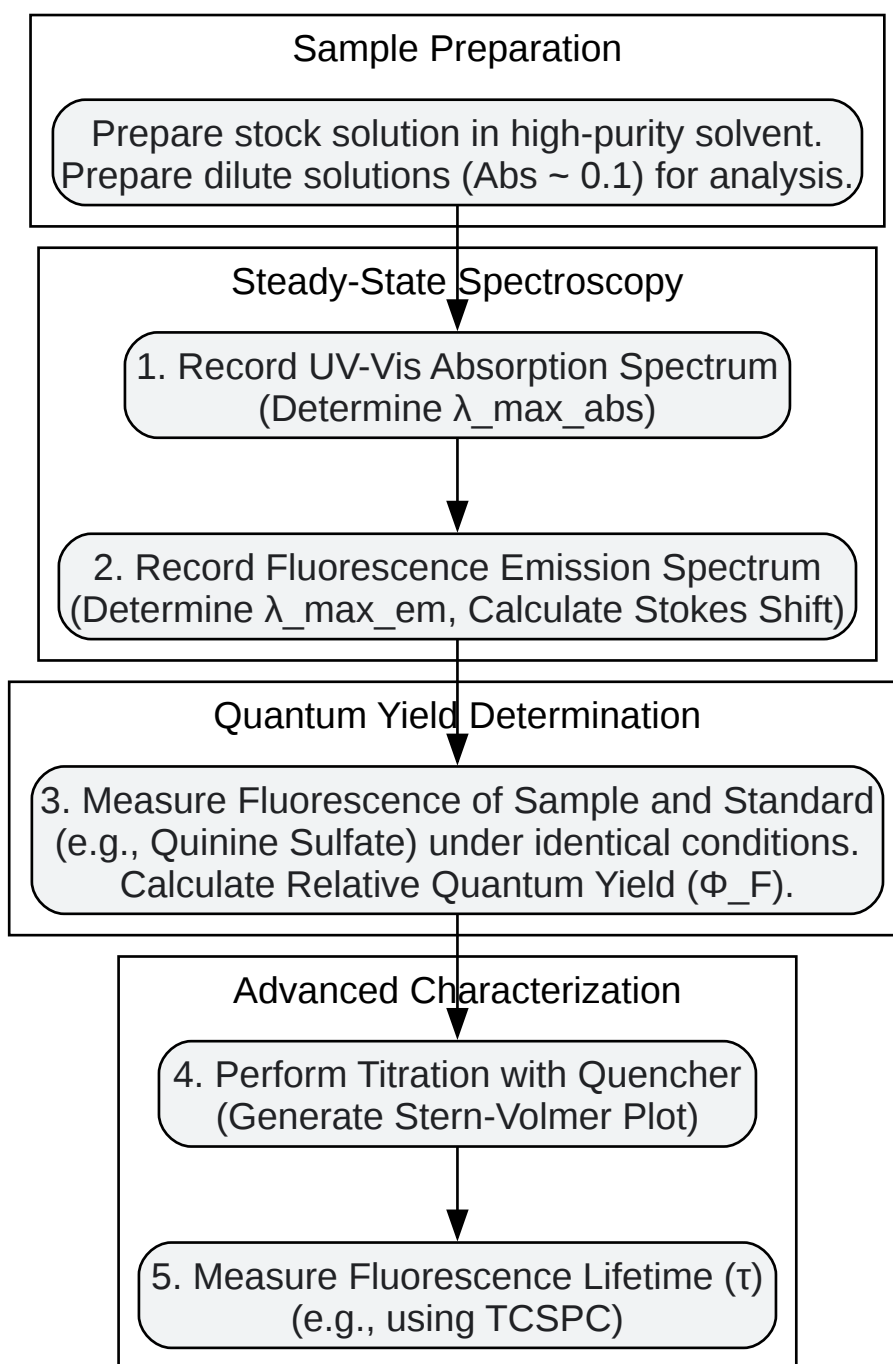 Sample Preparation
Prepare stock solution in high-purity solvent.
Prepare dilute solutions (Abs ~ 0.1) for analysis.
Steady-State Spectroscopy
1. Record UV-Vis Absorption Spectrum
(Determine λ_max_abs)
2. Record Fluorescence Emission Spectrum
(Determine λ_max_em, Calculate Stokes Shift)
Quantum Yield Determination
3. Measure Fluorescence of Sample and Standard
(e.g., Quinine Sulfate) under identical conditions.
Calculate Relative Quantum Yield (Φ_F).
Advanced Characterization
4. Perform Titration with Quencher
(Generate Stern-Volmer Plot)
5. Measure Fluorescence Lifetime (τ)
(e.g., using TCSPC)